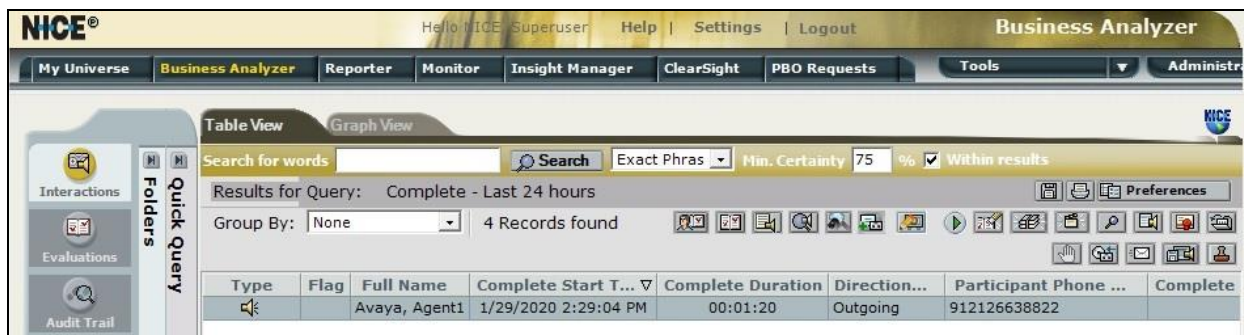 NICE®
Hello NICE, Superuser Help | Settings | Logout
Business Analyzer
My Universe Business Analyzer Reporter Monitor Insight Manager ClearSight PBO Requests Tools Administr
Table View Graph View
NICE
Search for words Search Exact Phras Min. Certainty 75 % Within results
Interactions
Folders
Quick Query
Results for Query: Complete - Last 24 hours Preferences
Group By: None 4 Records found
Evaluations
Type Flag Full Name Complete Start T... Complete Duration Direction... Participant Phone ... Complete
Avaya, Agent1 1/29/2020 2:29:04 PM 00:01:20 Outgoing 912126638822
Audit Trail